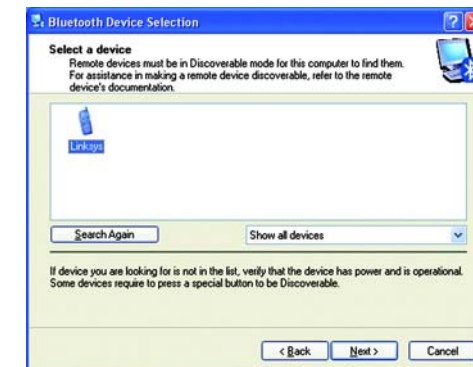 Bluetooth Device Selection
Select a device
Remote devices must be in Discoverable mode for this computer to find them.
For assistance in making a remote device discoverable, refer to the remote
device's documentation.
Linksys
Search Again
Show all devices
If device you are looking for is not in the list, verify that the device has power and is operational.
Some devices require to press a special button to be Discoverable.
< Back
Next >
Cancel